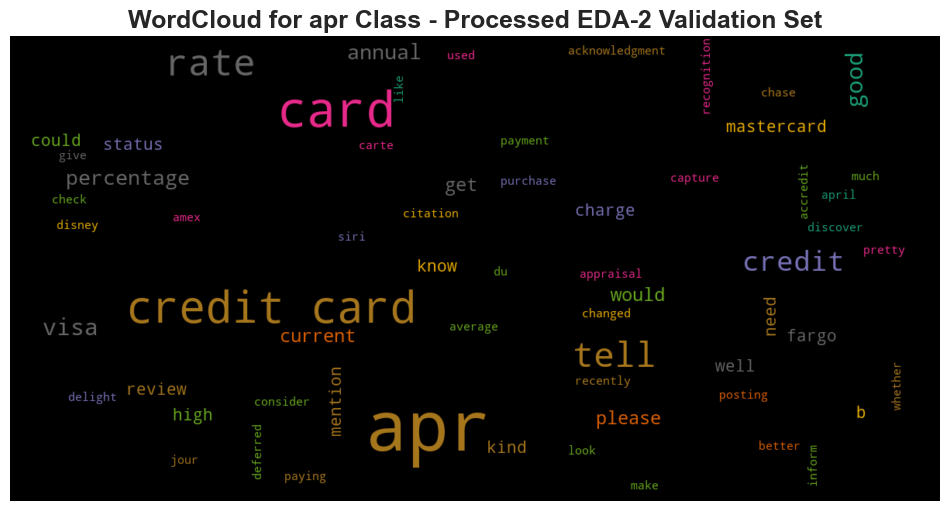 WordCloud for apr Class - Processed EDA-2 Validation Set
rate
annual
used
acknowledgment
recognition
good
like
card
chase
mastercard
could
status
give
carte
payment
percentage
get
purchase
capture
accredit
much
april
check
disney
amex
citation
charge
discover
siri
know
du
appraisal
credit
pretty
credit card
would
changed
need
visa
current
average
fargo
tell
well
whether
review
mention
recently
delight
high
consider
posting
please
b
apr
kind
deferred
look
better
inform
jour
paying
make